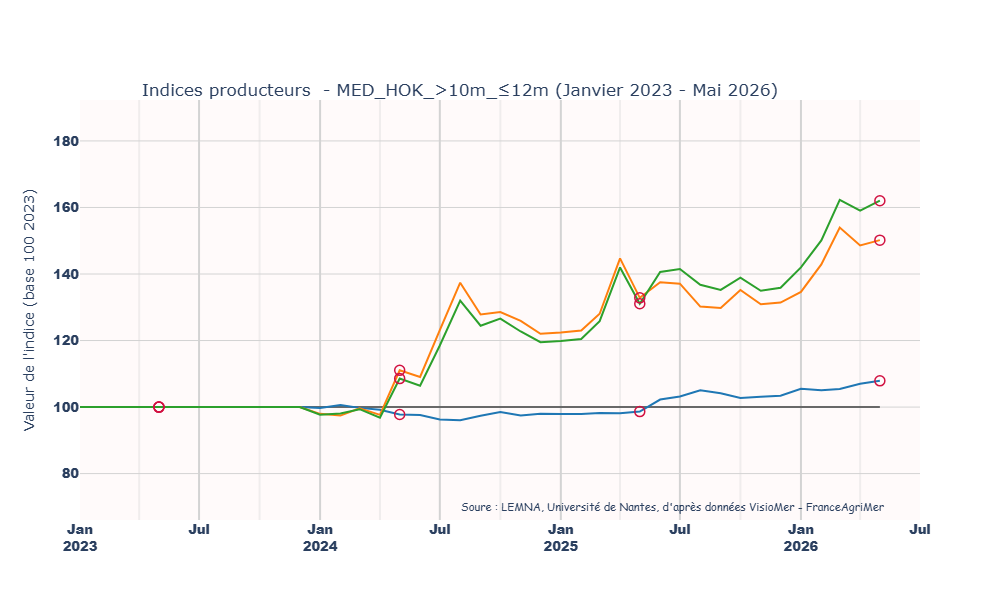 Indices producteurs - MED_HOK_>10m_≤12m (Janvier 2023 - Mai 2026)
Valeur de l'indice (base 100 2023)
180
160
140
120
100
80
Soure : LEMNA, Université de Nantes, d'après données VisioMer - FranceAgriMer
Jan Jul Jan Jul Jan Jul Jan Jul
2023 2024 2025 2026